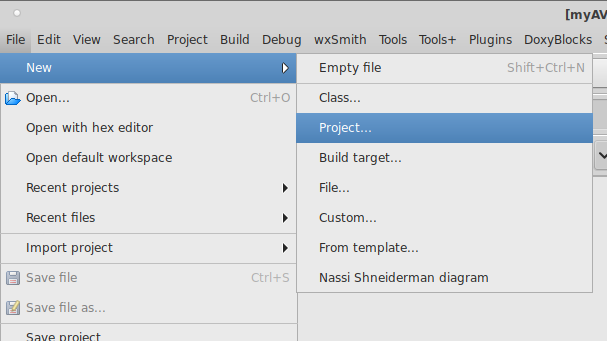 [myAV
File Edit View Search Project Build Debug wxSmith Tools Tools+ Plugins DoxyBlocks S
New
Open... Ctrl+O
Open with hex editor
Open default workspace
Recent projects
Recent files
Import project
Save file Ctrl+S
Save file as...
Save project
Empty file Shift+Ctrl+N
Class...
Project...
Build target...
File...
Custom...
From template...
Nassi Shneiderman diagram